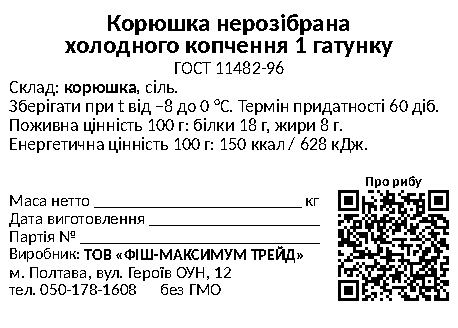 Корюшка нерозібрана
холодного копчення 1 гатунку
ГОСТ 11482-96
Склад: корюшка, сіль.
Зберігати при t від –8 до 0 °С. Термін придатності 60 діб.
Поживна цінність 100 г: білки 18 г, жири 8 г.
Енергетична цінність 100 г: 150 ккал / 628 кДж.
Про рибу
Маса нетто ____________________ кг
Дата виготовлення ____________________
Партія № ____________________
Виробник: ТОВ «ФІШ-МАКСИМУМ ТРЕЙД»
м. Полтава, вул. Героїв ОУН, 12
тел. 050-178-1608 без ГМО